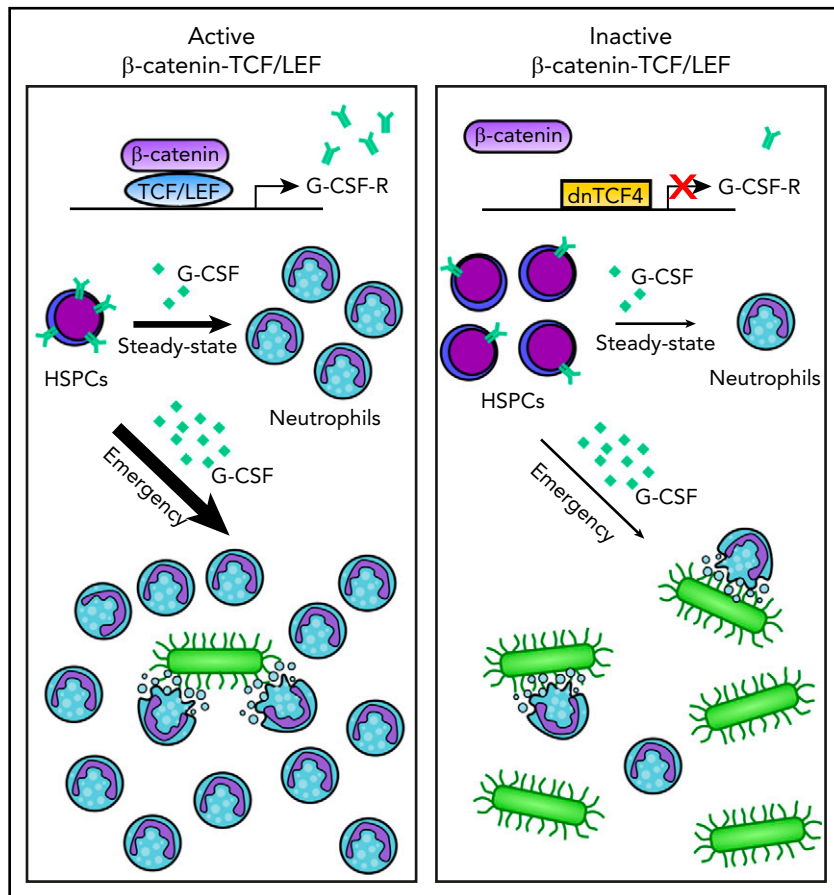 Active
β-catenin-TCF/LEF
β-catenin
TCF/LEF
G-CSF-R
G-CSF
Steady-state
HSPCs
Neutrophils
G-CSF
Emergency
Inactive
β-catenin-TCF/LEF
β-catenin
dnTCF4
X
G-CSF-R
G-CSF
Steady-state
HSPCs
Neutrophils
G-CSF
Emergency